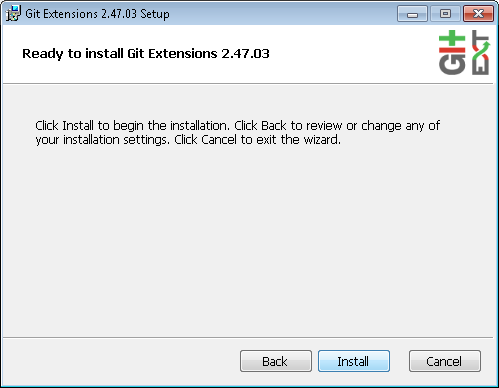 Git Extensions 2.47.03 Setup
Ready to install Git Extensions 2.47.03
Git
EXT
Click Install to begin the installation. Click Back to review or change any of
your installation settings. Click Cancel to exit the wizard.
Back Install Cancel